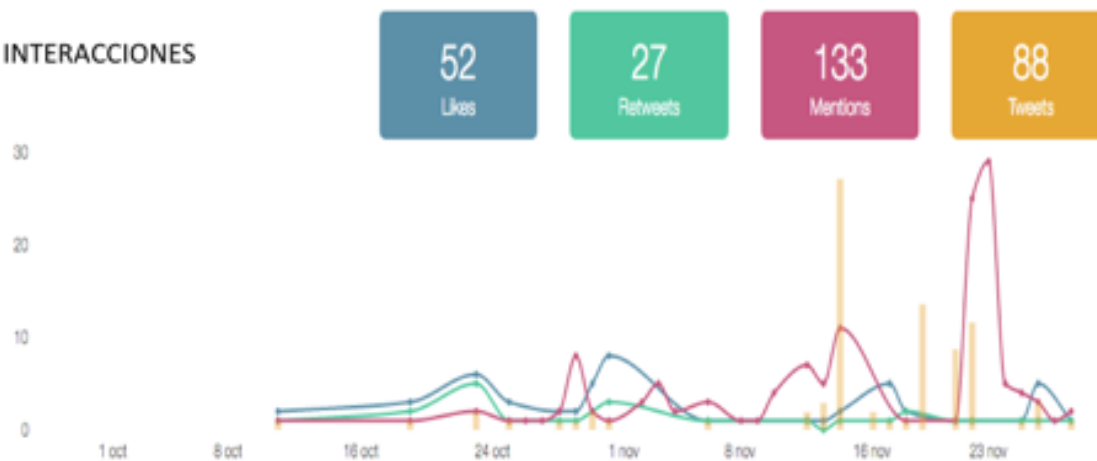 INTERACCIONES
52
Likes
27
Retweets
133
Mentions
88
Tweets
30
20
10
0
1 oct
8 oct
16 oct
24 oct
1 nov
8 nov
16 nov
23 nov